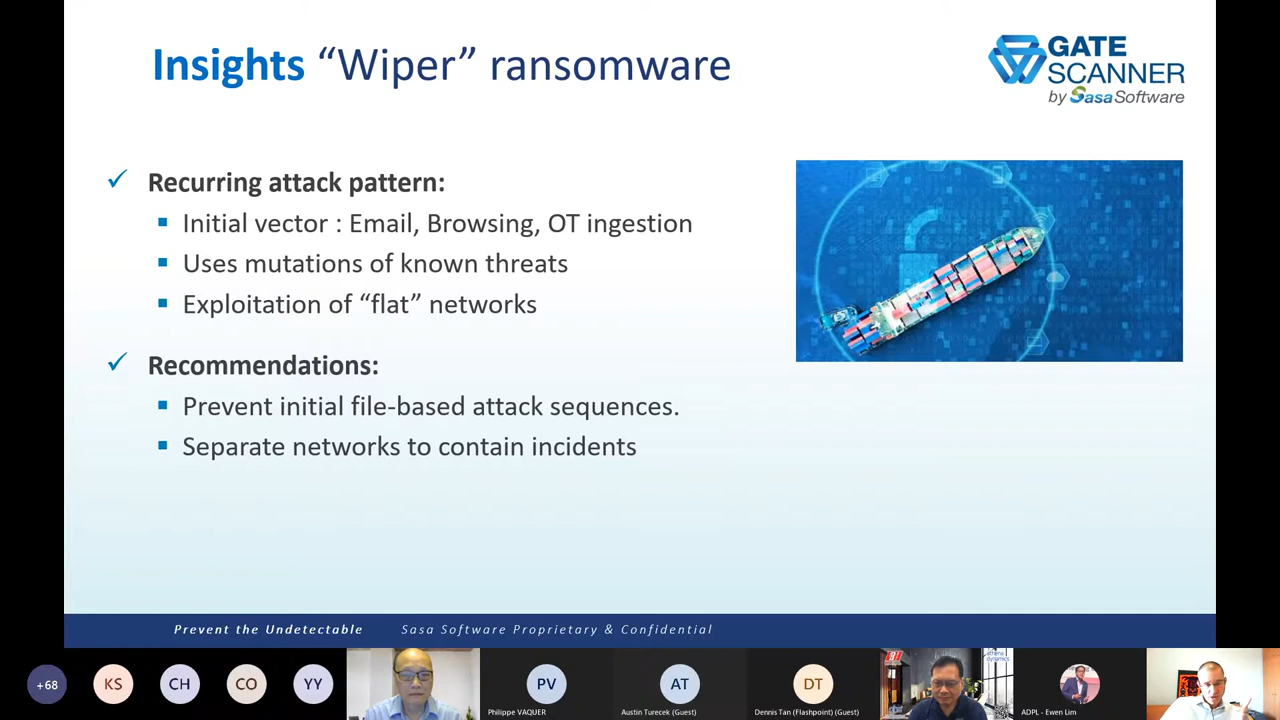 Insights “Wiper” ransomware
GATE
SCANNER
by SasaSoftware
Recurring attack pattern:
Initial vector : Email, Browsing, OT ingestion
Uses mutations of known threats
Exploitation of “flat” networks
Recommendations:
Prevent initial file-based attack sequences.
Separate networks to contain incidents
Prevent the Undetectable
Sasa Software Proprietary & Confidential
+68
KS
CH
CO
YY
PV
Philippe VAQUER
AT
Austin Turecek (Guest)
DT
Dennis Tan (Flashpoint) (Guest)
athena
dynamics
ADPL - Ewen Lim